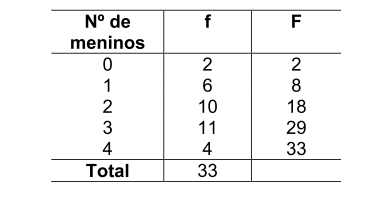 Nº de meninos f F
0 2 2
1 6 8
2 10 18
3 11 29
4 4 33
Total 33